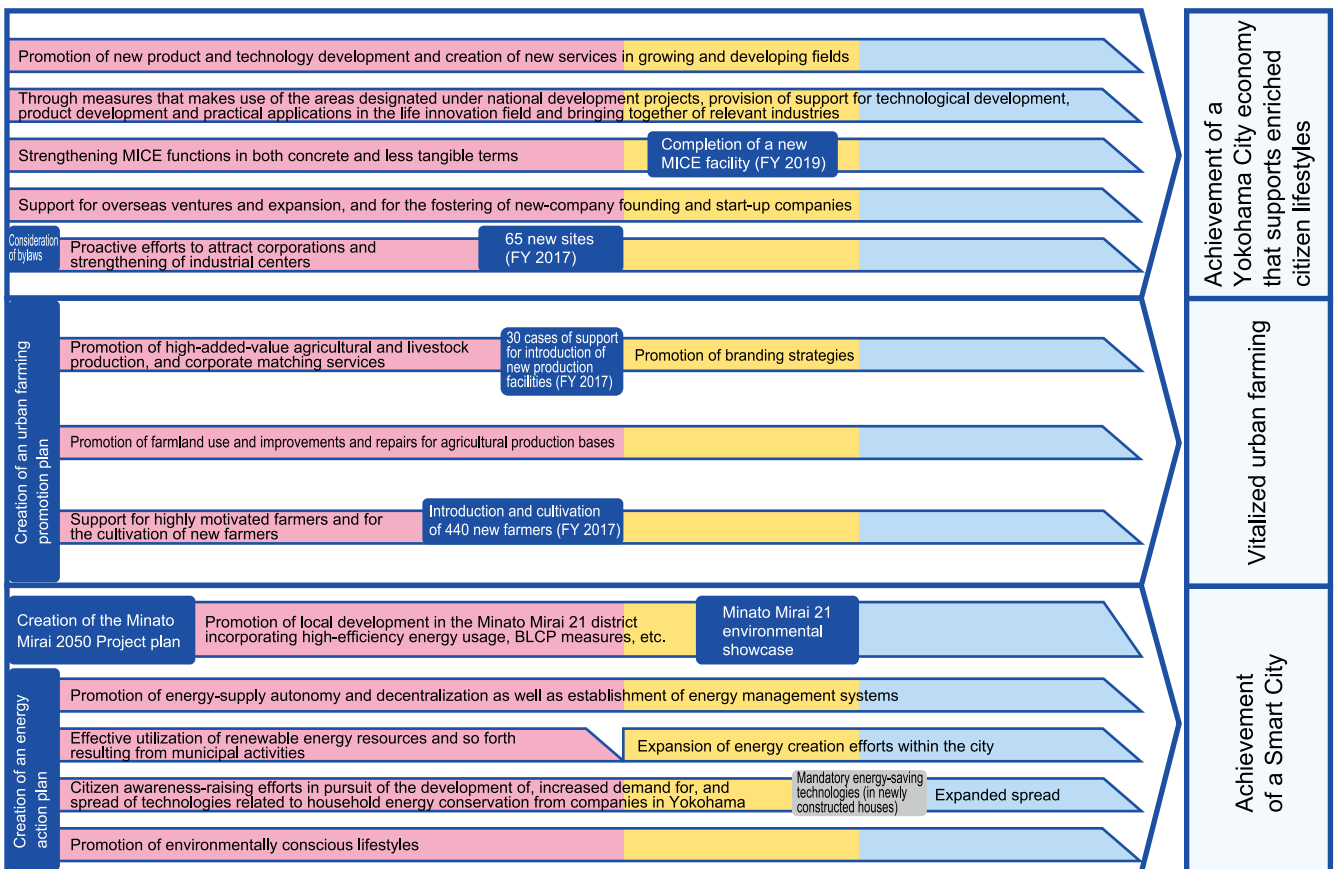 Promotion of new product and technology development and creation of new services in growing and developing fields
Through measures that makes use of the areas designated under national development projects, provision of support for technological development,
product development and practical applications in the life innovation field and bringing together of relevant industries
Strengthening MICE functions in both concrete and less tangible terms
Completion of a new
MICE facility (FY 2019)
Support for overseas ventures and expansion, and for the fostering of new-company founding and start-up companies
Consideration
of bylaws
Proactive efforts to attract corporations and
strengthening of industrial centers
65 new sites
(FY 2017)
Achievement of a
Yokohama City economy
that supports enriched
citizen lifestyles
Creation of an urban farming
promotion plan
Promotion of high-added-value agricultural and livestock
production, and corporate matching services
30 cases of support
for introduction of
new production
facilities (FY 2017)
Promotion of branding strategies
Promotion of farmland use and improvements and repairs for agricultural production bases
Support for highly motivated farmers and for
the cultivation of new farmers
Introduction and cultivation
of 440 new farmers (FY 2017)
Vitalized urban farming
Creation of the Minato
Mirai 2050 Project plan
Promotion of local development in the Minato Mirai 21 district
incorporating high-efficiency energy usage, BLCP measures, etc.
Minato Mirai 21
environmental
showcase
Creation of an energy
action plan
Promotion of energy-supply autonomy and decentralization as well as establishment of energy management systems
Effective utilization of renewable energy resources and so forth
resulting from municipal activities
Expansion of energy creation efforts within the city
Citizen awareness-raising efforts in pursuit of the development of, increased demand for, and
spread of technologies related to household energy conservation from companies in Yokohama
Mandatory energy-saving
technologies (in newly
constructed houses)
Expanded spread
Promotion of environmentally conscious lifestyles
Achievement
of a Smart City